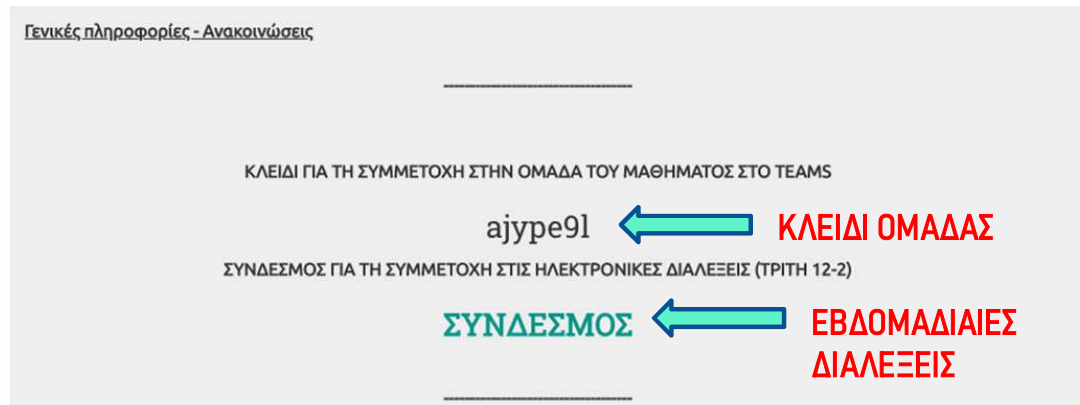 Γενικές πληροφορίες - Ανακοινώσεις
ΚΛΕΙΔΙ ΓΙΑ ΤΗ ΣΥΜΜΕΤΟΧΗ ΣΤΗΝ ΟΜΑΔΑ ΤΟΥ ΜΑΘΗΜΑΤΟΣ ΣΤΟ TEAMS
ajype9l
ΚΛΕΙΔΙ ΟΜΑΔΑΣ
ΣΥΝΔΕΣΜΟΣ ΓΙΑ ΤΗ ΣΥΜΜΕΤΟΧΗ ΣΤΙΣ ΗΛΕΚΤΡΟΝΙΚΕΣ ΔΙΑΛΕΞΕΙΣ (ΤΡΙΤΗ 12-2)
ΣΥΝΔΕΣΜΟΣ
ΕΒΔΟΜΑΔΙΑΙΕΣ
ΔΙΑΛΕΞΕΙΣ